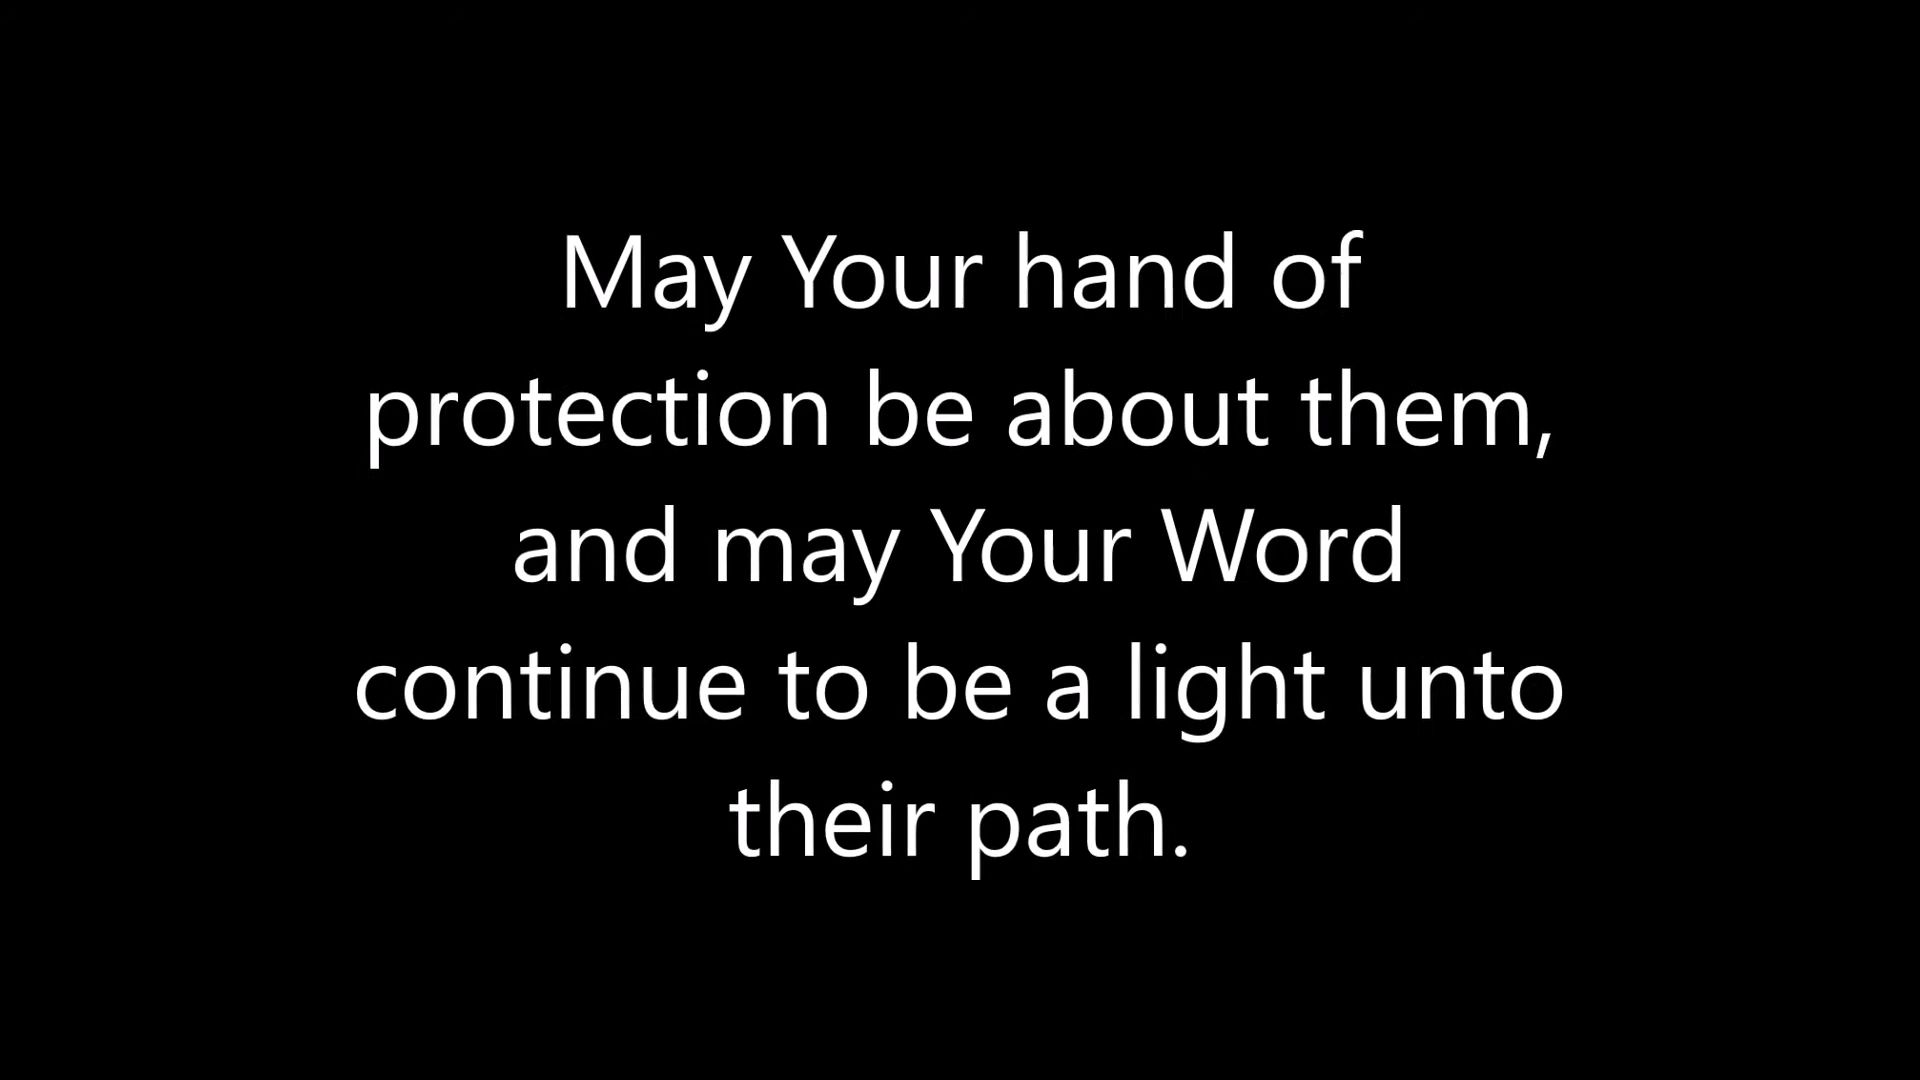 May Your hand of
protection be about them,
and may Your Word
continue to be a light unto
their path.